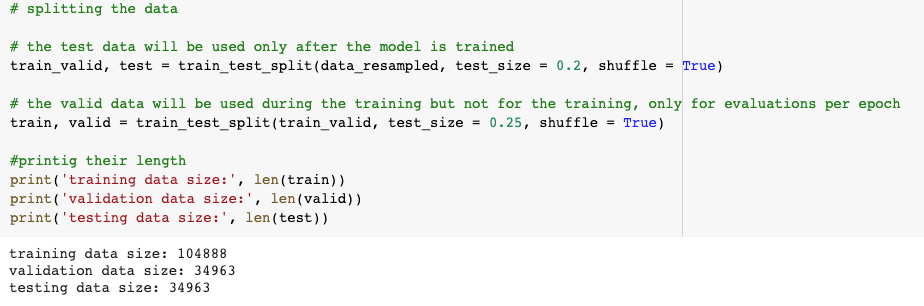 # splitting the data
# the test data will be used only after the model is trained
train_valid, test = train_test_split(data_resampled, test_size = 0.2, shuffle = True)
# the valid data will be used during the training but not for the training, only for evaluations per epoch
train, valid = train_test_split(train_valid, test_size = 0.25, shuffle = True)
#printig their length
print('training data size:', len(train))
print('validation data size:', len(valid))
print('testing data size:', len(test))
training data size: 104888
validation data size: 34963
testing data size: 34963